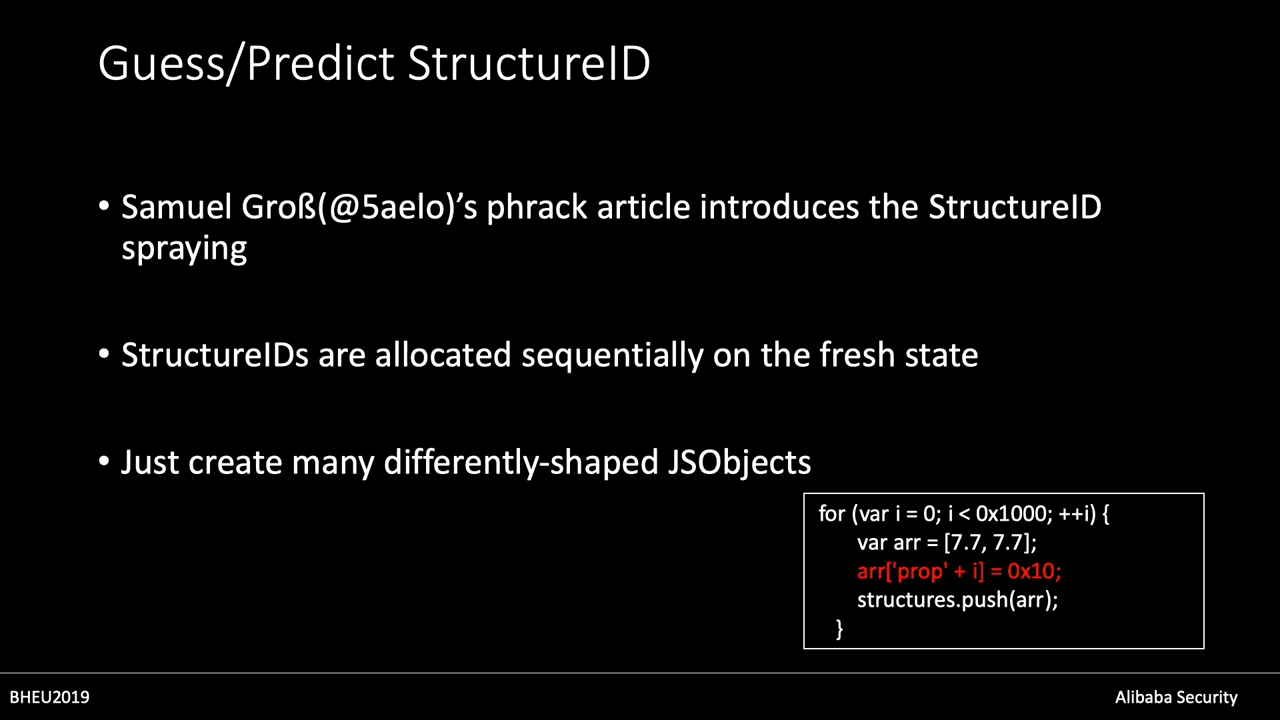 Guess/Predict StructureID
• Samuel Groß(@5aelo)’s phrack article introduces the StructureID
spraying
• StructureIDs are allocated sequentially on the fresh state
• Just create many differently-shaped JSObjects
for (var i = 0; i < 0x1000; ++i) {
var arr = [7.7, 7.7];
arr['prop' + i] = 0x10;
structures.push(arr);
}
BHEU2019
Alibaba Security